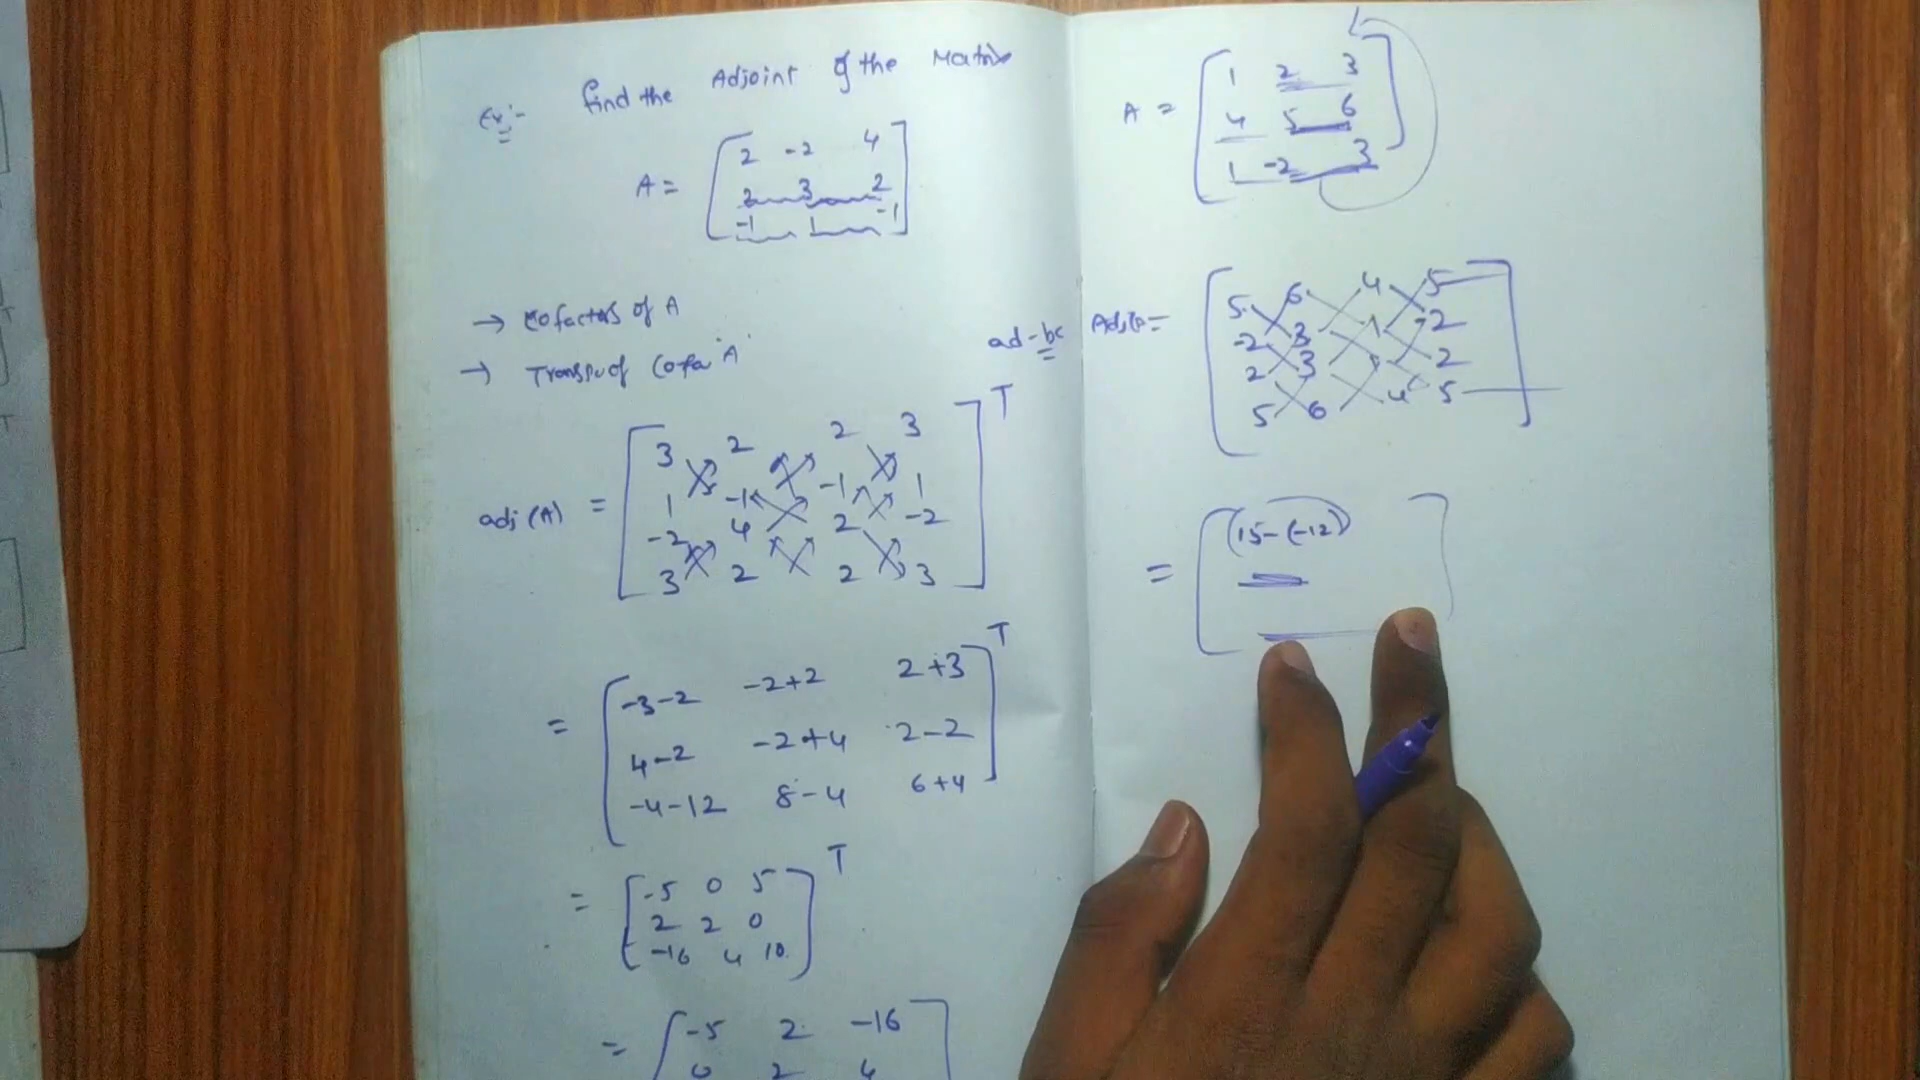 Ex:- find the Adjoint of the Matrix
A = [ 2 -2 4
2 3 2
-1 1 -1 ]
→ Cofactors of A
→ of Cofa "A"
adj (A) = [ 3 2 2 3
1 -1 -1 1
-2 4 2 -2
3 2 2 3 ] T
= [ -3-2 -2+2 2+3
4-2 -2+4 2-2
-4-12 8-4 6+4 ] T
= [ -5 0 5
2 2 0
-16 4 10 ] T
= [ -5 2 -16
0 2 4
A = [ 1 2 3
4 5 6
1 -2 3 ]
ad-bc
= [ 5 6 4 5
-2 3 1 -2
2 3 2
5 6 4 5 ]
= [ (15-(-12)) ]